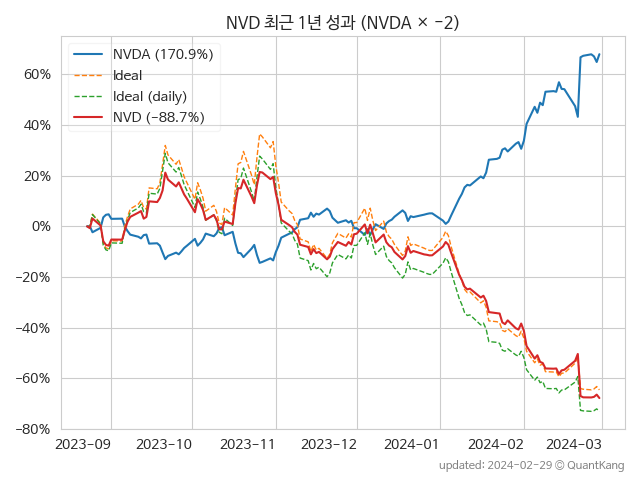 NVD 최근 1년 성과 (NVDA × −2)
NVDA (170.9%)
Ideal
Ideal (daily)
NVD (−88.7%)
60%
40%
20%
0%
−20%
−40%
−60%
−80%
2023-09 2023-10 2023-11 2023-12 2024-01 2024-02 2024-03
updated: 2024-02-29 © QuantKang